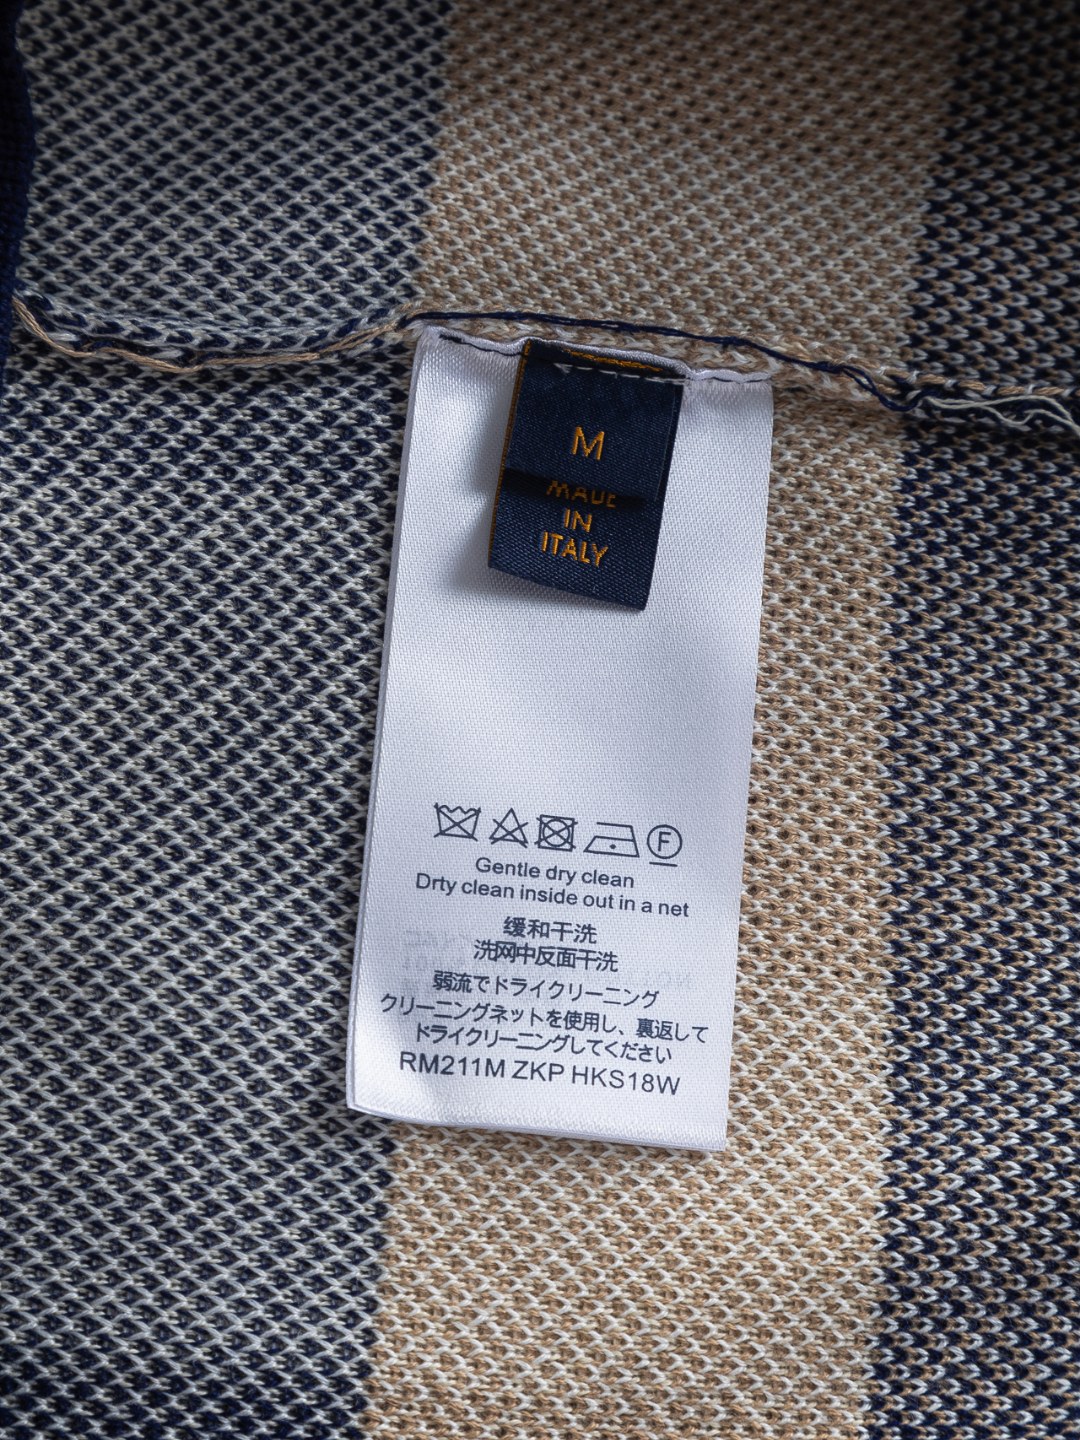 M
MADE
IN
ITALY
F
Gentle dry clean
Drty clean inside out in a net
缓和干洗
洗网中反面干洗
弱流でドライクリーニング
クリーニングネットを使用し、裏返して
ドライクリーニングしてください
RM211M ZKP HKS18W